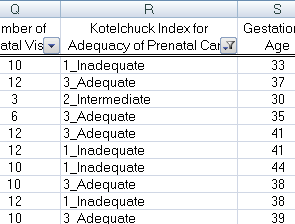 Q R S
mber of Kotelchuck Index for Gestation
atal Vis Adequacy of Prenatal Car Age
10 1_Inadequate 33
12 3_Adequate 37
3 2_Intermediate 30
6 3_Adequate 35
12 3_Adequate 41
12 1_Inadequate 41
10 1_Inadequate 44
10 3_Adequate 38
12 1_Inadequate 38
10 3_Adequate 39